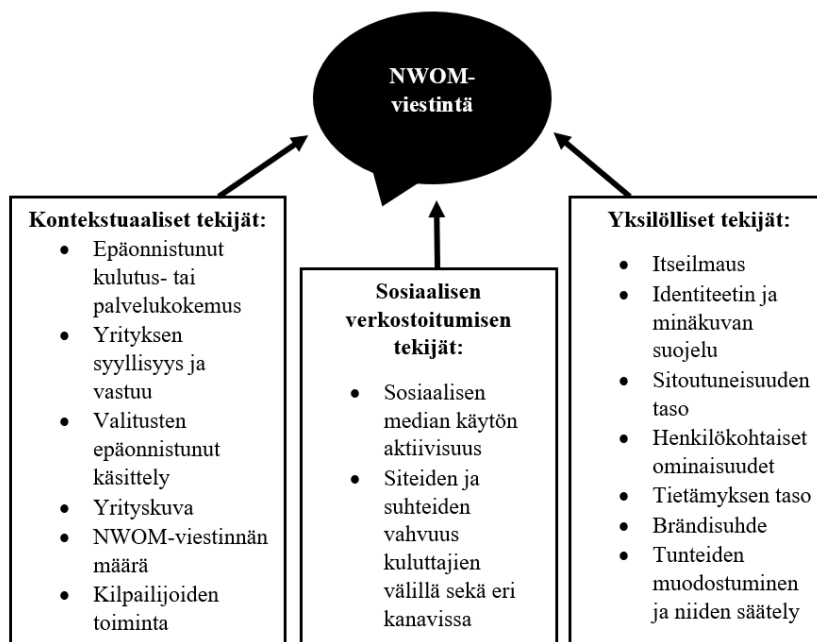 NWOM-
viestintä
Kontekstuaaliset tekijät:
• Epäonnistunut
kulutus- tai
palvelukokemus
• Yrityksen
syyllisyys ja
vastuu
• Valitusten
epäonnistunut
käsittely
• Yrityskuva
• NWOM-viestinnän
määrä
• Kilpailijoiden
toiminta
Sosiaalisen
verkostoitumisen
tekijät:
• Sosiaalisen
median käytön
aktiivisuus
• Siteiden ja
suhteiden
vahvuus
kuluttajien
välillä sekä eri
kanavissa
Yksilölliset tekijät:
• Itseilmaus
• Identiteetin ja
minäkuvan
suojelu
• Sitoutuneisuuden
taso
• Henkilökohtaiset
ominaisuudet
• Tietämyksen taso
• Brändisuhde
• Tunteiden
muodostuminen
ja niiden säätely